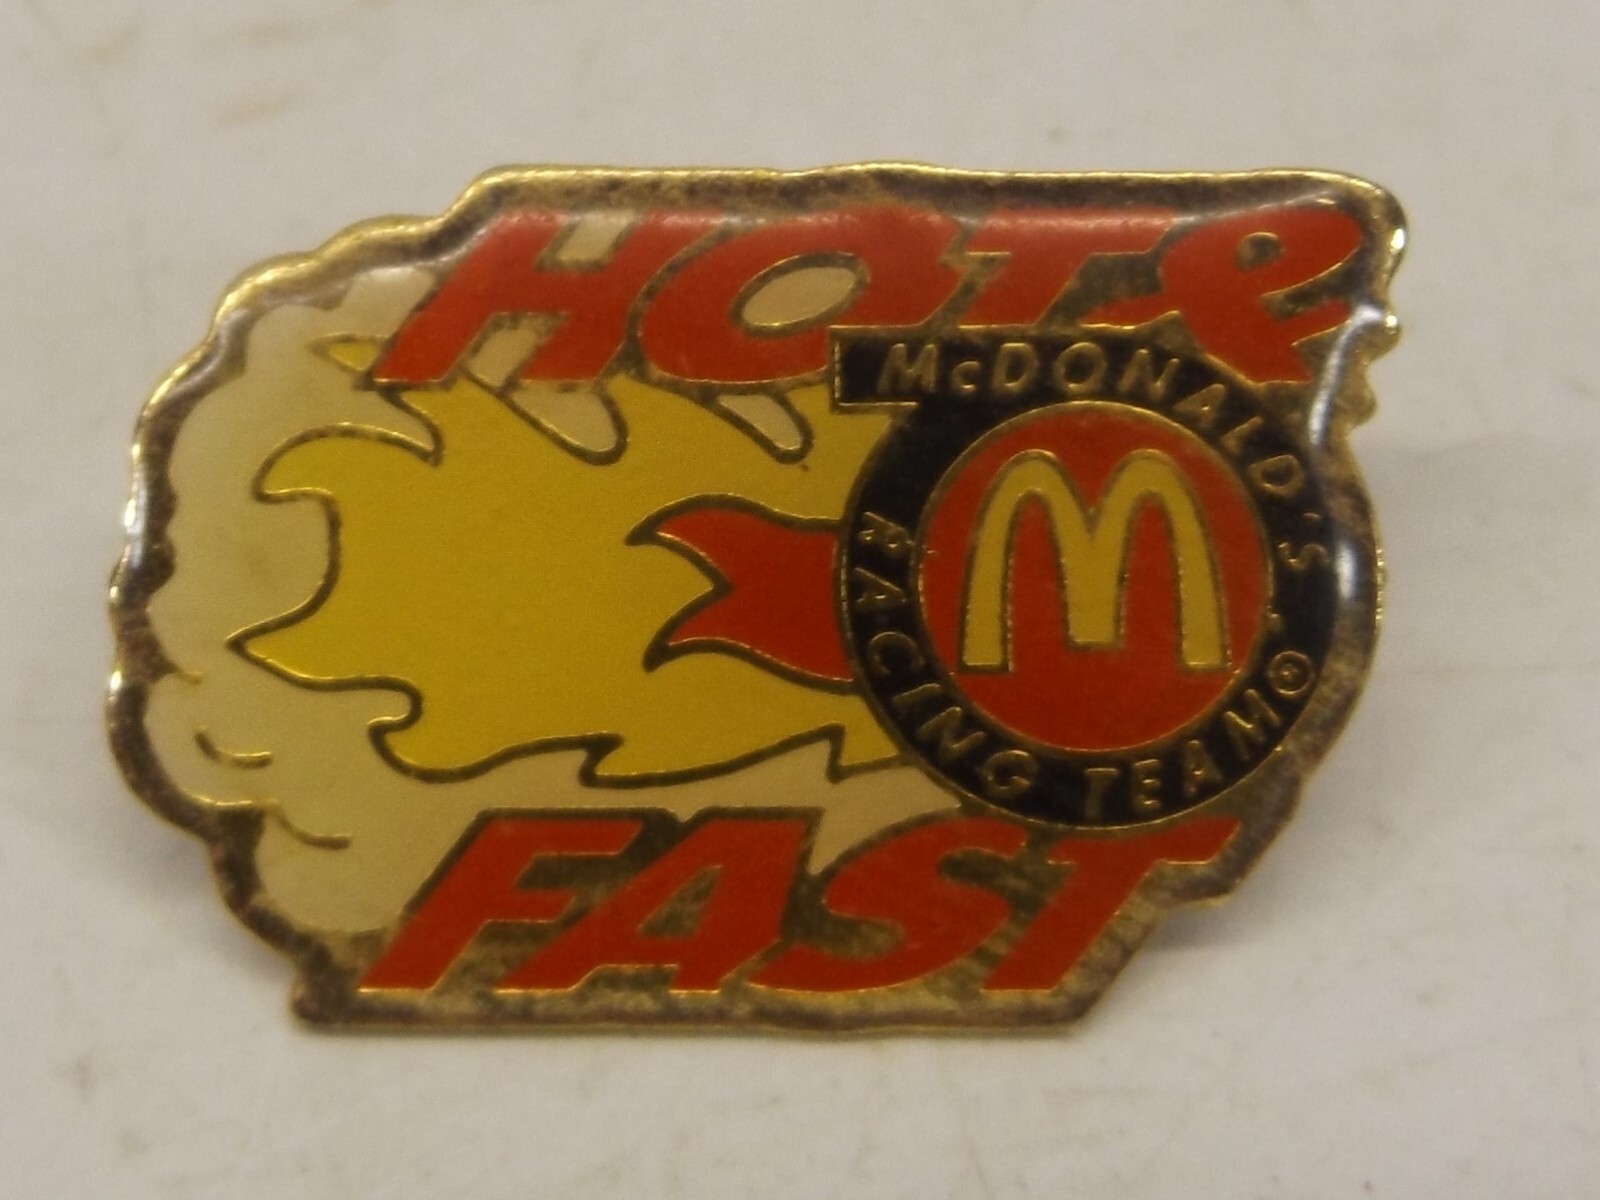 HOT &
McDONALD'S
RACING TEAM®
FAST